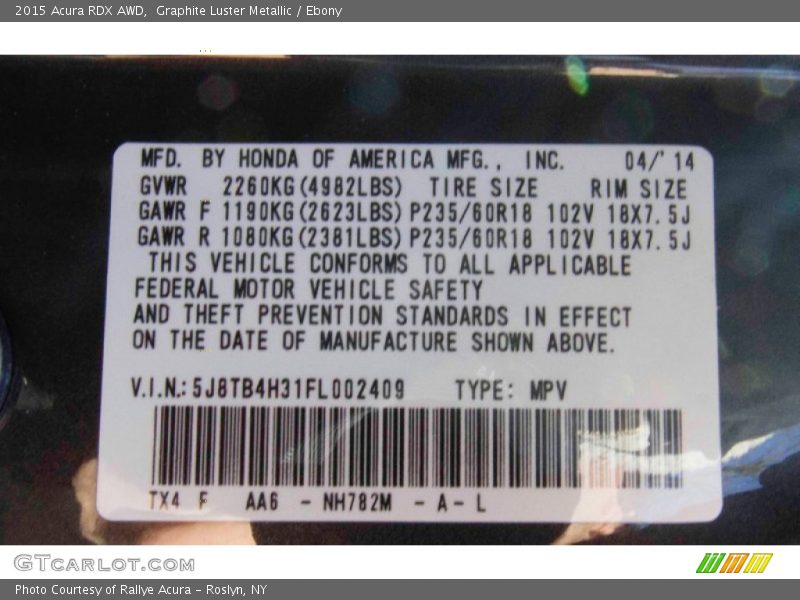 2015 Acura RDX AWD,  Graphite Luster Metallic / Ebony
MFD. BY HONDA OF AMERICA MFG., INC. 04/'14
GVWR 2260KG(4982LBS) TIRE SIZE RIM SIZE
GAWR F 1190KG(2623LBS) P235/60R18 102V 18X7.5J
GAWR R 1080KG(2381LBS) P235/60R18 102V 18X7.5J
THIS VEHICLE CONFORMS TO ALL APPLICABLE
FEDERAL MOTOR VEHICLE SAFETY
AND THEFT PREVENTION STANDARDS IN EFFECT
ON THE DATE OF MANUFACTURE SHOWN ABOVE.
V.I.N.: 5J8TB4H31FL002409 TYPE: MPV
TX4 F AA6 - NH782M - A - L
GTCARLOT.COM
Photo Courtesy of Rallye Acura - Roslyn, NY